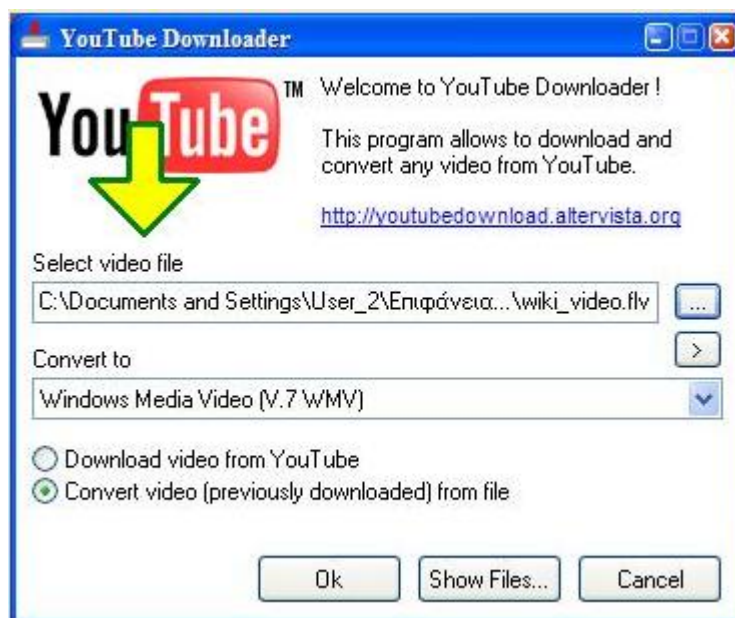 YouTube Downloader
YouTube TM
Welcome to YouTube Downloader !
This program allows to download and
convert any video from YouTube.
http://youtubedownload.altervista.org
Select video file
C:\Documents and Settings\User_2\Επιφάνεια...\wiki_video.flv
...
>
Convert to
Windows Media Video (V.7 WMV)
Download video from YouTube
Convert video (previously downloaded) from file
Ok
Show Files...
Cancel